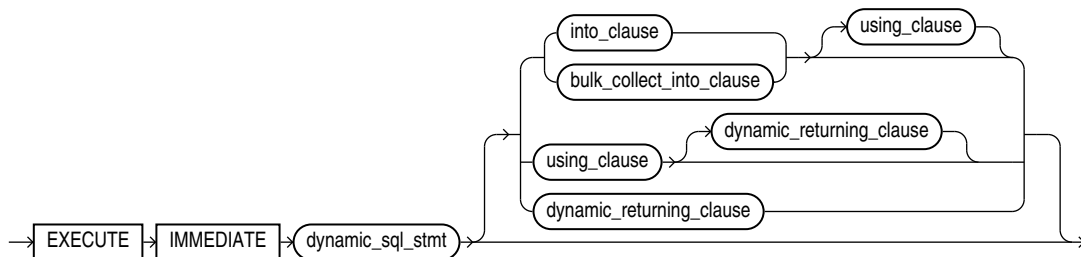 into_clause
using_clause
bulk_collect_into_clause
dynamic_returning_clause
using_clause
dynamic_returning_clause
EXECUTE IMMEDIATE dynamic_sql_stmt